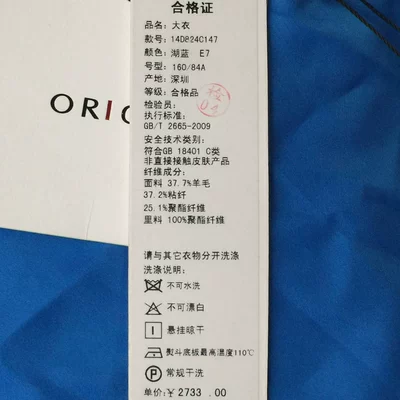 合格证
品名：大衣
款号：14D824C147
颜色：湖蓝 E7
号型：160/84A
产地：深圳
等级：合格品
检验员：
执行标准：
GB/T 2665-2009
安全技术类别：
符合GB 18401 C类
非直接接触皮肤产品
纤维成分：
面料 37.7%羊毛
37.2%粘纤
25.1%聚酯纤维
里料 100%聚酯纤维
请与其它衣物分开洗涤
洗涤说明：
不可水洗
不可漂白
悬挂晾干
熨斗底板最高温度110℃
P 常规干洗
单价：¥2733.00
ORIG